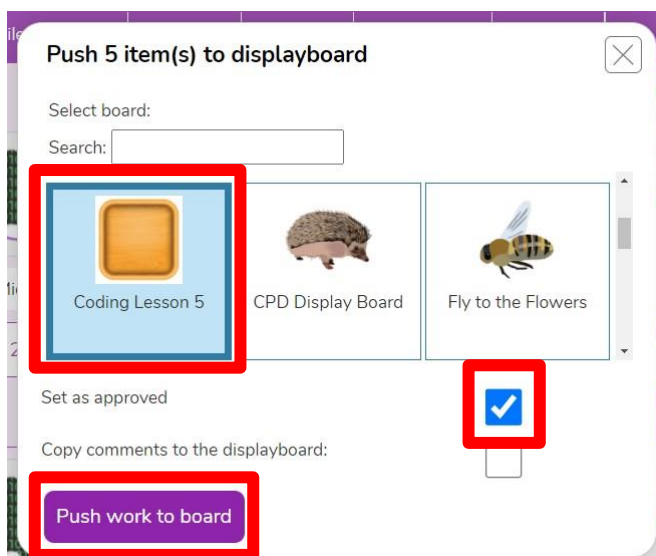 Push 5 item(s) to displayboard
Select board:
Search:
Coding Lesson 5
CPD Display Board
Fly to the Flowers
Set as approved
Copy comments to the displayboard:
Push work to board